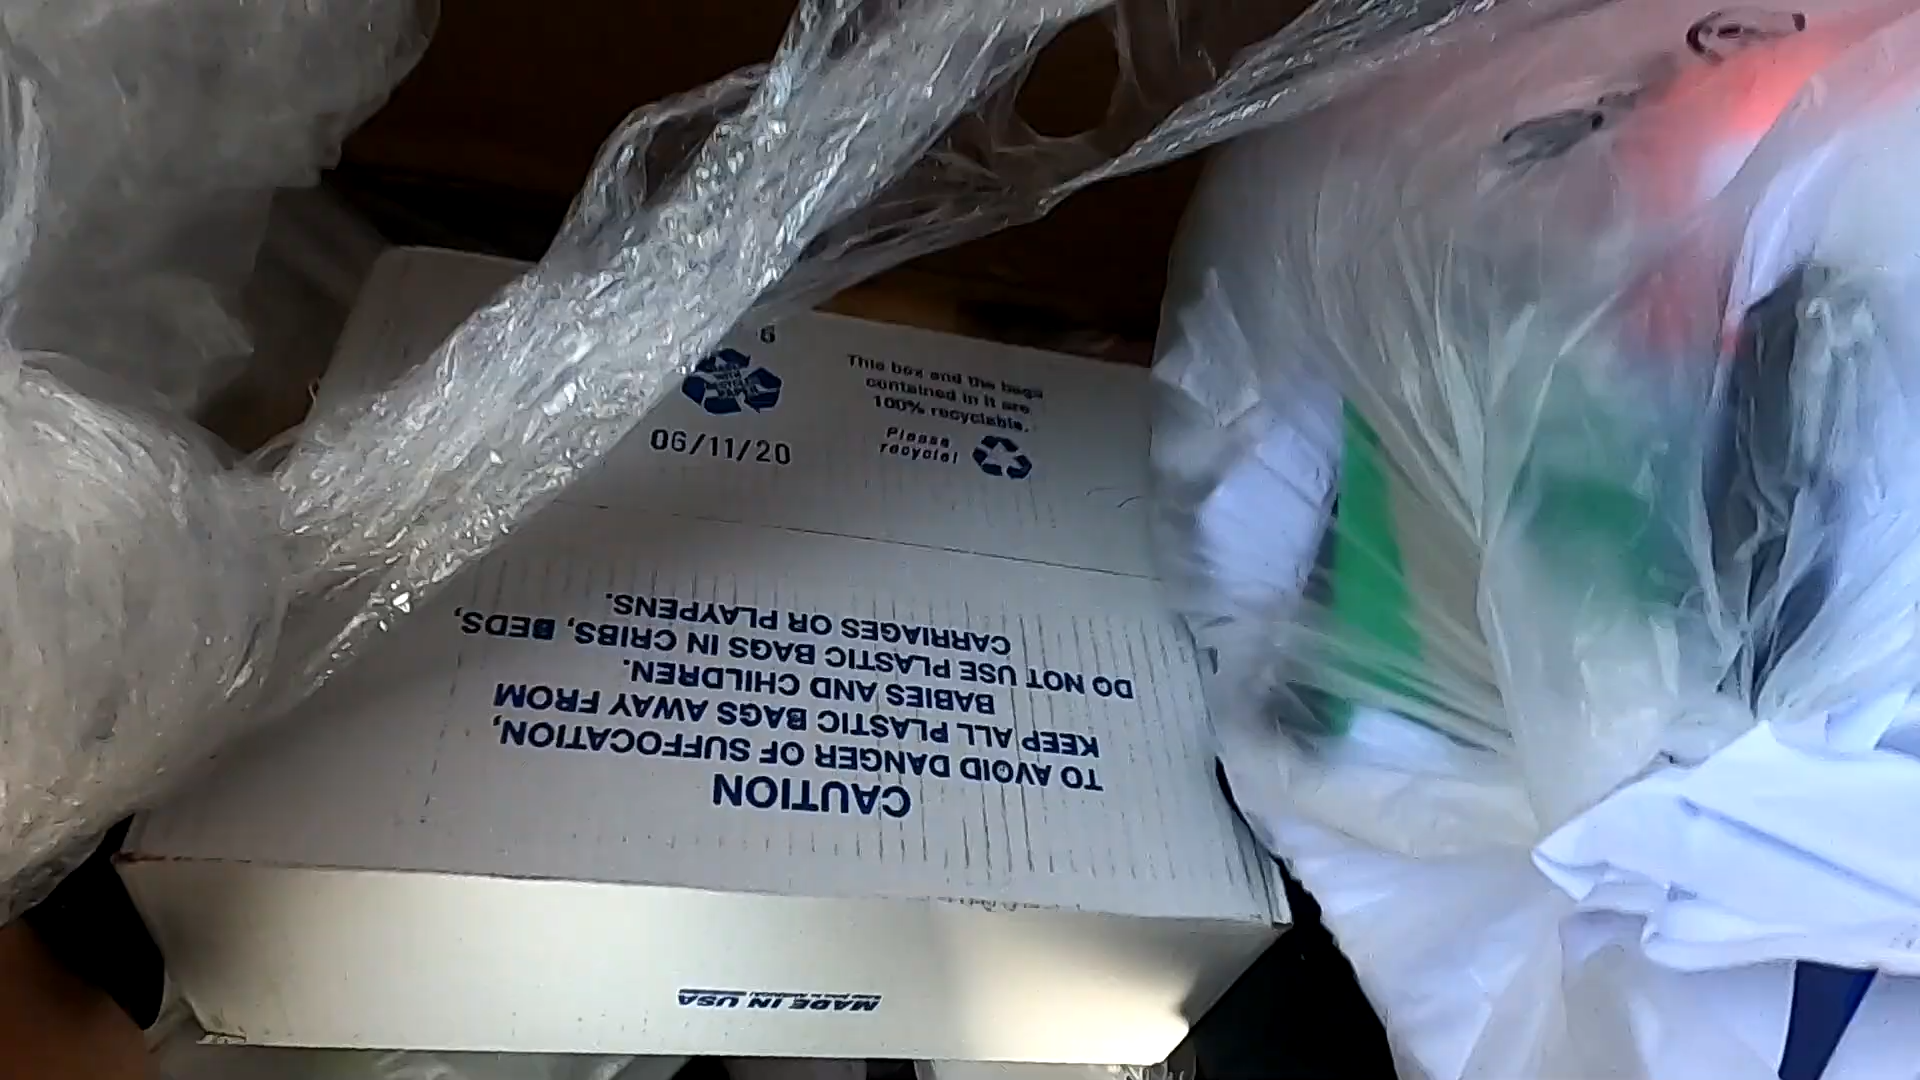 6
06/11/20
This box and the bags
contained in it are
100% recyclable.
Please
recycle!
CAUTION
TO AVOID DANGER OF SUFFOCATION,
KEEP ALL PLASTIC BAGS AWAY FROM
BABIES AND CHILDREN.
DO NOT USE PLASTIC BAGS IN CRIBS, BEDS,
CARRIAGES OR PLAYPENS.
MADE IN USA